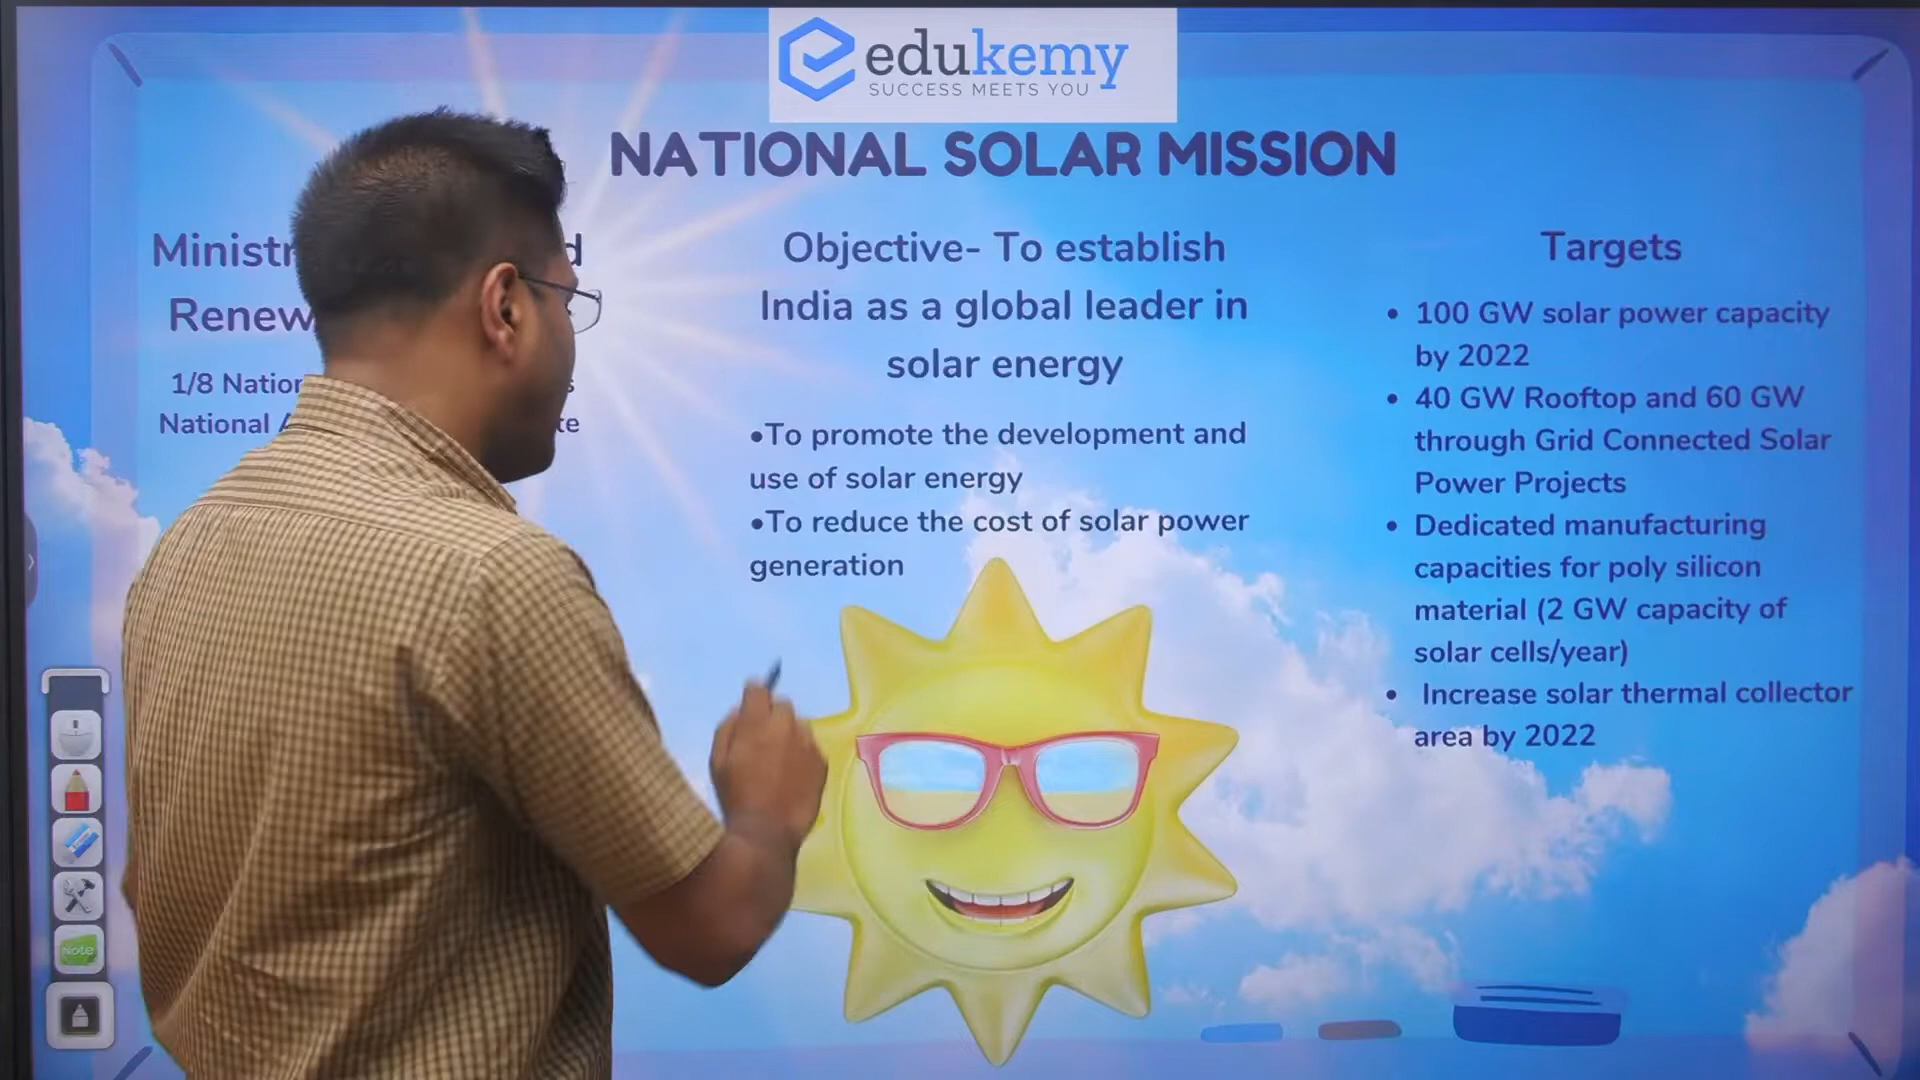 edukemy
SUCCESS MEETS YOU
NATIONAL SOLAR MISSION
Renew
1/8
National
Objective- To establish
India as a global leader in
solar energy
•To promote the development and
use of solar energy
•To reduce the cost of solar power
generation
Targets
• 100 GW solar power capacity
by 2022
• 40 GW Rooftop and 60 GW
through Grid Connected Solar
Power Projects
• Dedicated manufacturing
capacities for poly silicon
material (2 GW capacity of
solar cells/year)
• Increase solar thermal collector
area by 2022
Note